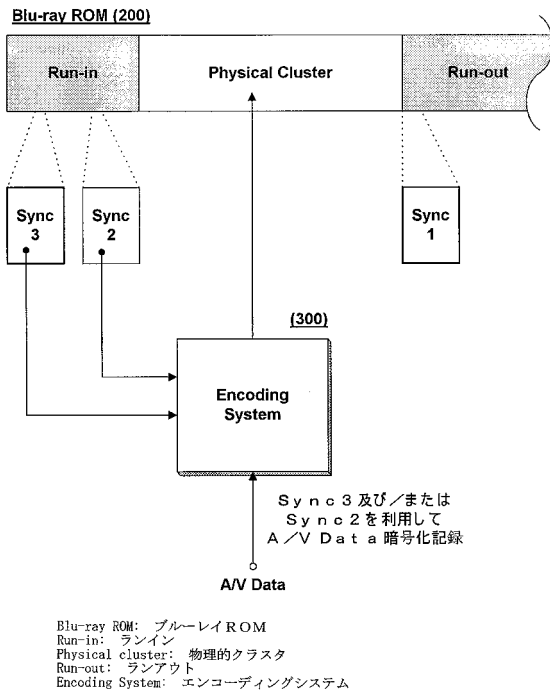 Blu-ray ROM (200)
Run-in
Physical Cluster
Run-out
Sync
3
Sync
2
Sync
1
(300)
Encoding
System
Sync3及び/または
Sync2を利用して
A/V Data暗号化記録
A/V Data
Blu-ray ROM: ブルーレイROM
Run-in: ランイン
Physical cluster: 物理的クラスタ
Run-out: ランアウト
Encoding System: エンコーディングシステム